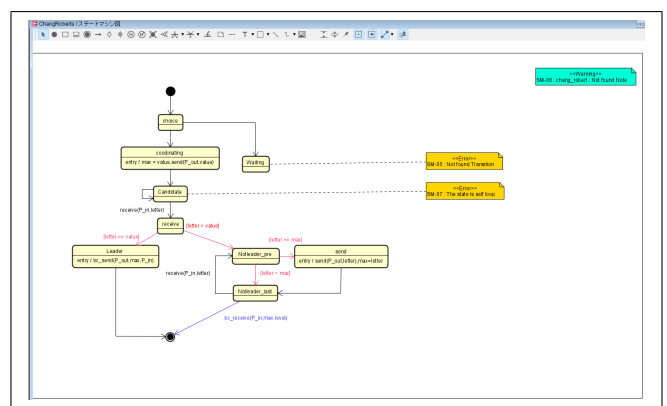 ChangRoberts / ステートマシン図
<<Warning>>
SM-08 : chang_robert : Not found Note
choice
coodinating
entry / max = value,send(P_out,value)
Waiting
<<Error>>
SM-05 : Not found Transition
Candidate
<<Error>>
SM-07 : The state is self loop
receive(P_in,letter)
receive
[letter > value]
[letter == value]
[letter >= max]
Leader
entry / bc_send(P_out,max, P_in)
Notleader_pre
send
entry / send(P_out,letter),max=letter
receive(P_in,letter)
[letter < max]
Notleader_last
bc_receive(P_in,max,level)